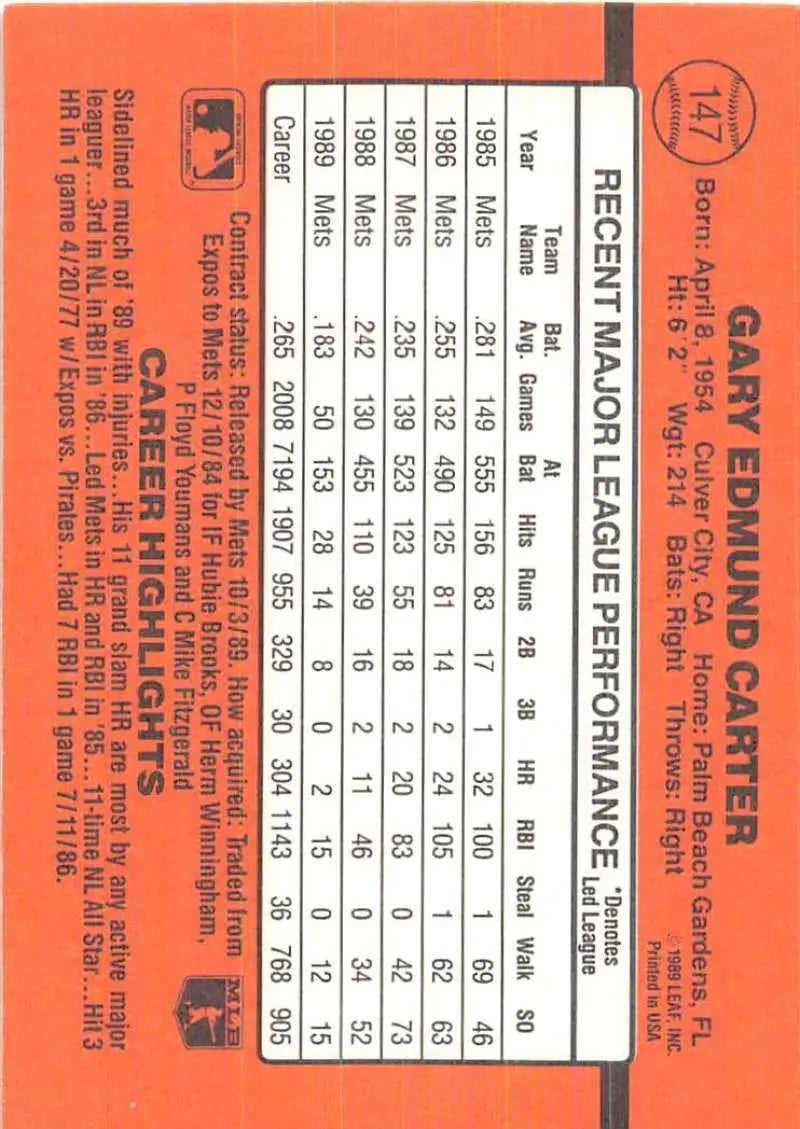 147
GARY EDMUND CARTER
Born: April 8, 1954 Culver City, CA Home: Palm Beach Gardens, FL
Ht: 6'2" Wgt: 214 Bats: Right Throws: Right
© 1989 LEAF, INC.
Printed in USA
RECENT MAJOR LEAGUE PERFORMANCE *Denotes Led League
Year Team Name Bat. Avg. Games At Bat Hits Runs 2B 3B HR RBI Steal Walk SO
1985 Mets .281 149 555 156 83 17 1 32 100 1 69 46
1986 Mets .255 132 490 125 81 14 2 24 105 1 62 63
1987 Mets .235 139 523 123 55 18 2 20 83 0 42 73
1988 Mets .242 130 455 110 39 16 2 11 46 0 34 52
1989 Mets .183 50 153 28 14 8 0 2 15 0 12 15
Career .265 2008 7194 1907 955 329 30 304 1143 36 768 905
Contract status: Released by Mets 10/3/89. How acquired: Traded from
Expos to Mets 12/10/84 for IF Hubie Brooks, OF Herm Winningham,
P Floyd Youmans and C Mike Fitzgerald
MLB
CAREER HIGHLIGHTS
Sidelined much of '89 with injuries...His 11 grand slam HR are most by any active major
leaguer...3rd in NL in RBI in '86...Led Mets in HR and RBI in '85...11-time NL All Star...Hit 3
HR in 1 game 4/20/77 w/Expos vs. Pirates...Had 7 RBI in 1 game 7/11/86.